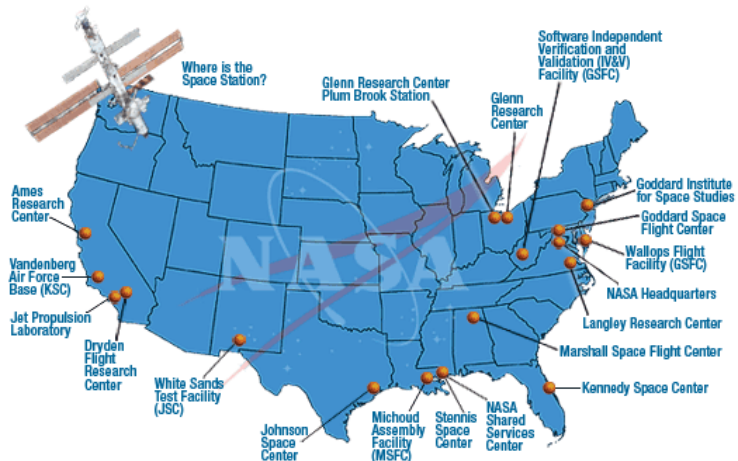 Where is the
Space Station?
Software Independent
Verification and
Validation (IV&V)
Facility (GSFC)
Glenn Research Center
Plum Brook Station
Glenn
Research
Center
Ames
Research
Center
Goddard Institute
for Space Studies
Goddard Space
Flight Center
Wallops Flight
Facility (GSFC)
NASA Headquarters
Langley Research Center
Marshall Space Flight Center
Kennedy Space Center
NASA
Vandenberg
Air Force
Base (KSC)
Jet Propulsion
Laboratory
Dryden
Flight
Research
Center
White Sands
Test Facility
(JSC)
Johnson
Space
Center
Michoud
Assembly
Facility
(MSFC)
Stennis
Space
Center
NASA
Shared
Services
Center